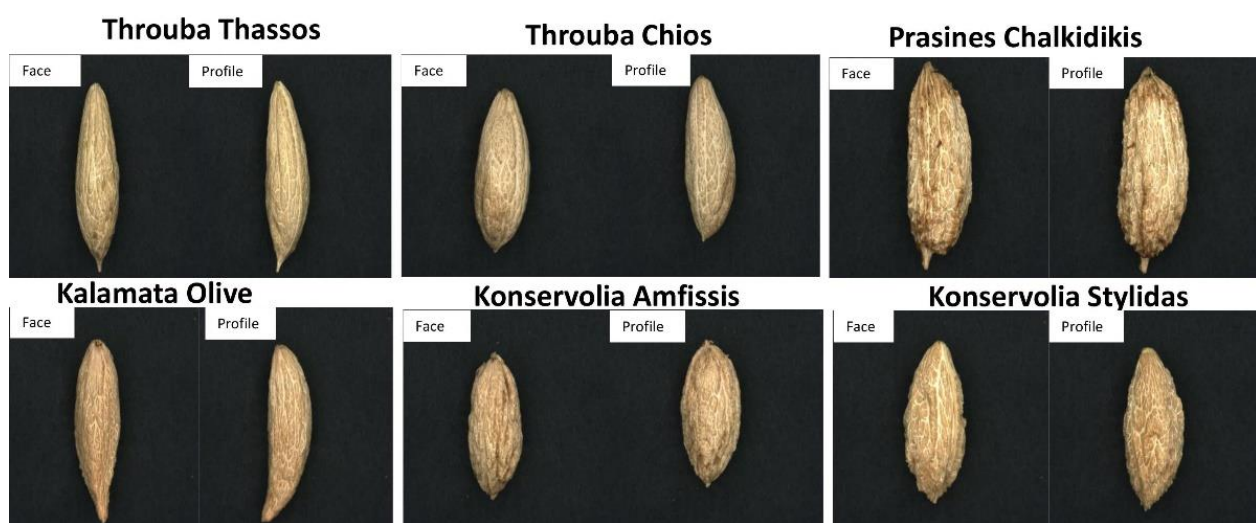 Throuba Thassos
Throuba Chios
Prasines Chalkidikis
Face
Profile
Face
Profile
Face
Profile
Kalamata Olive
Konservolia Amfissis
Konservolia Stylidas
Face
Profile
Face
Profile
Face
Profile